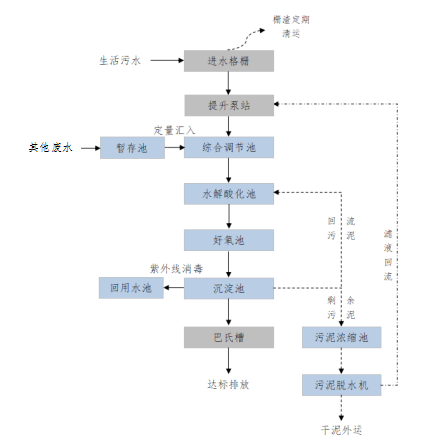 栅渣定期
清运
生活污水
进水格栅
提升泵站
定量汇入
其他废水
暂存池
综合调节池
水解酸化池
回流
污泥
滤液回流
好氧池
紫外线消毒
回用水池
沉淀池
剩余
污泥
巴氏槽
污泥浓缩池
达标排放
污泥脱水机
干泥外运